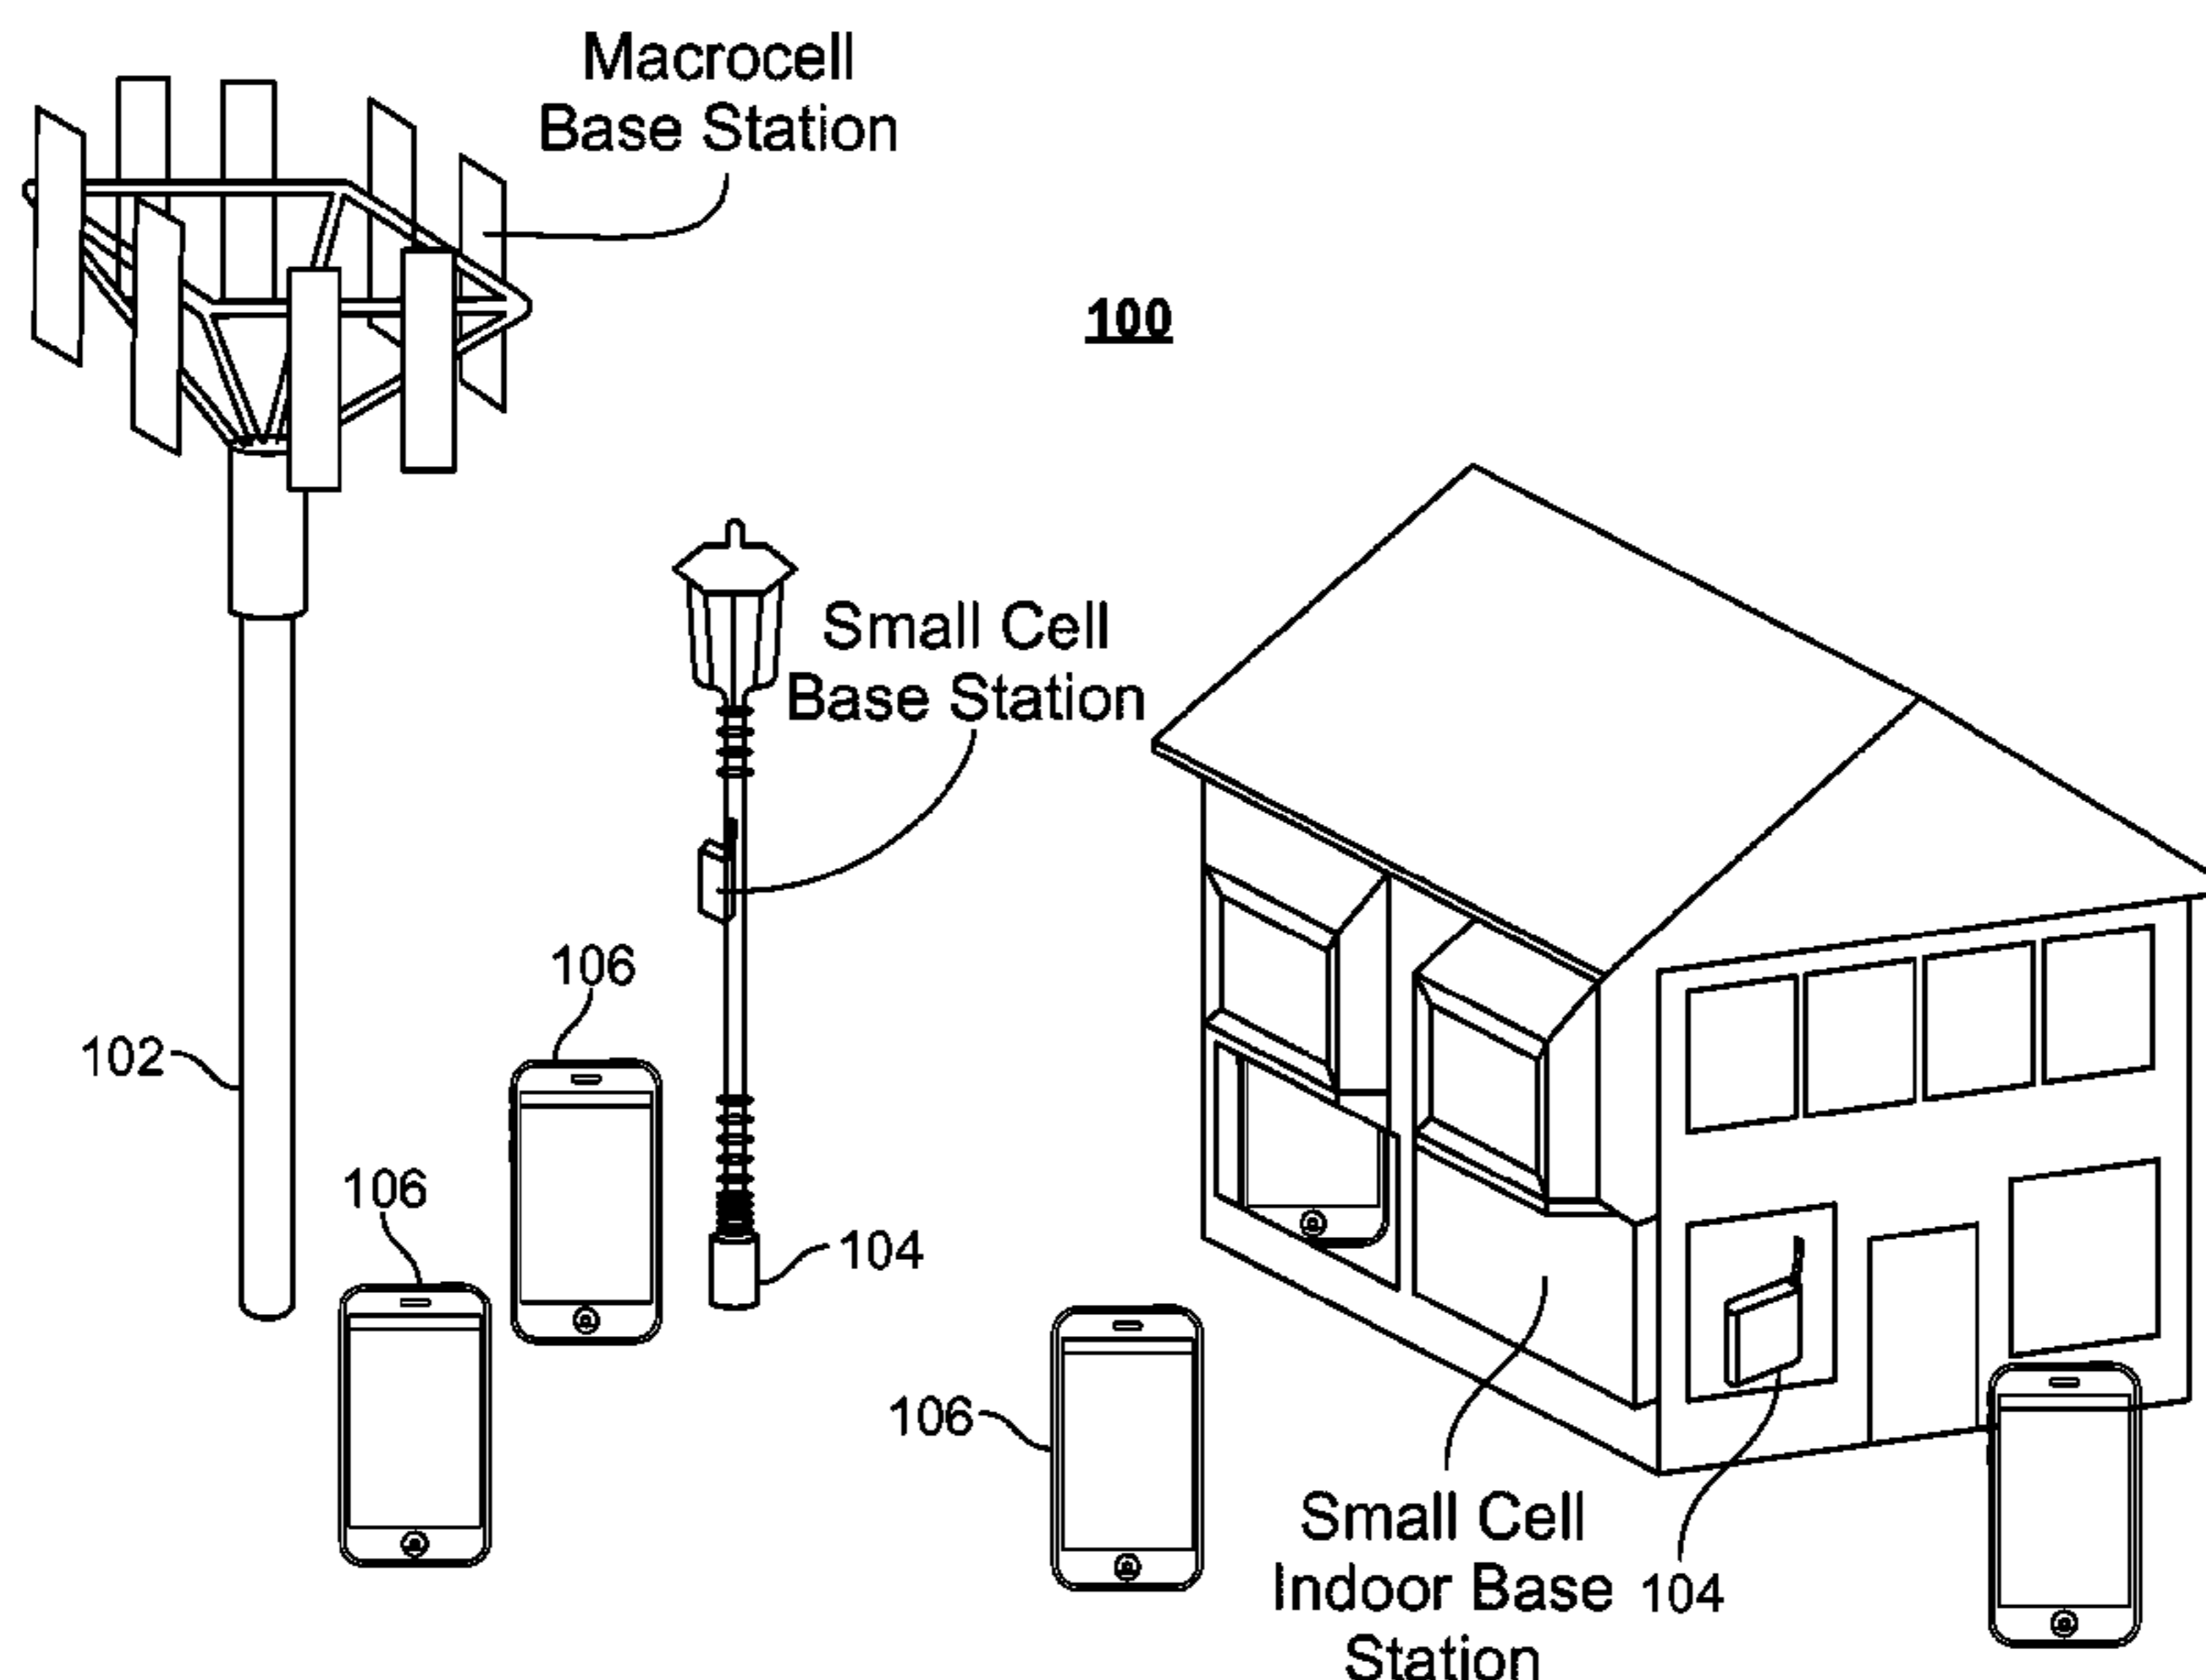 Macrocell
Base Station
100
Small Cell
Base Station
106
102
106
104
106
Small Cell
Indoor Base
Station
104